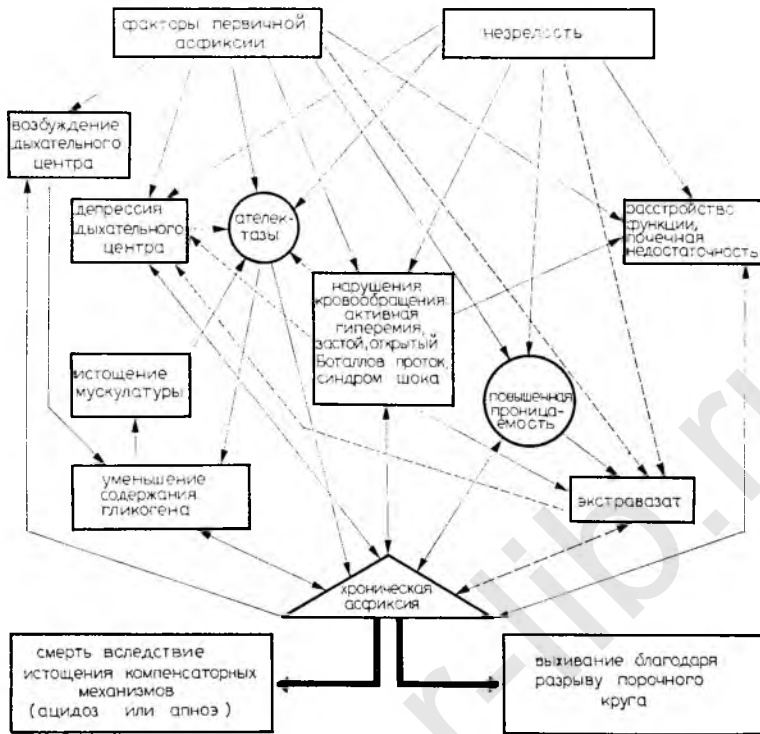 факторы первичной
асфиксии
незрелость
возбуждение
дыхательного
центра
депрессия
дыхательного
центра
ателек-
тазы
расстройство
функции,
почечная
недостаточность
нарушения
кровообращения:
активная
гиперемия,
застой, открытый
Боталлов проток,
синдром шока
истощение
мускулатуры
повышенная
проницае-
мость
уменьшение
содержания
гликогена
экстравазат
хроническая
асфиксия
смерть вследствие
истощения компенсаторных
механизмов
(ацидоз или апноэ)
выживание благодаря
разрыву порочного
круга